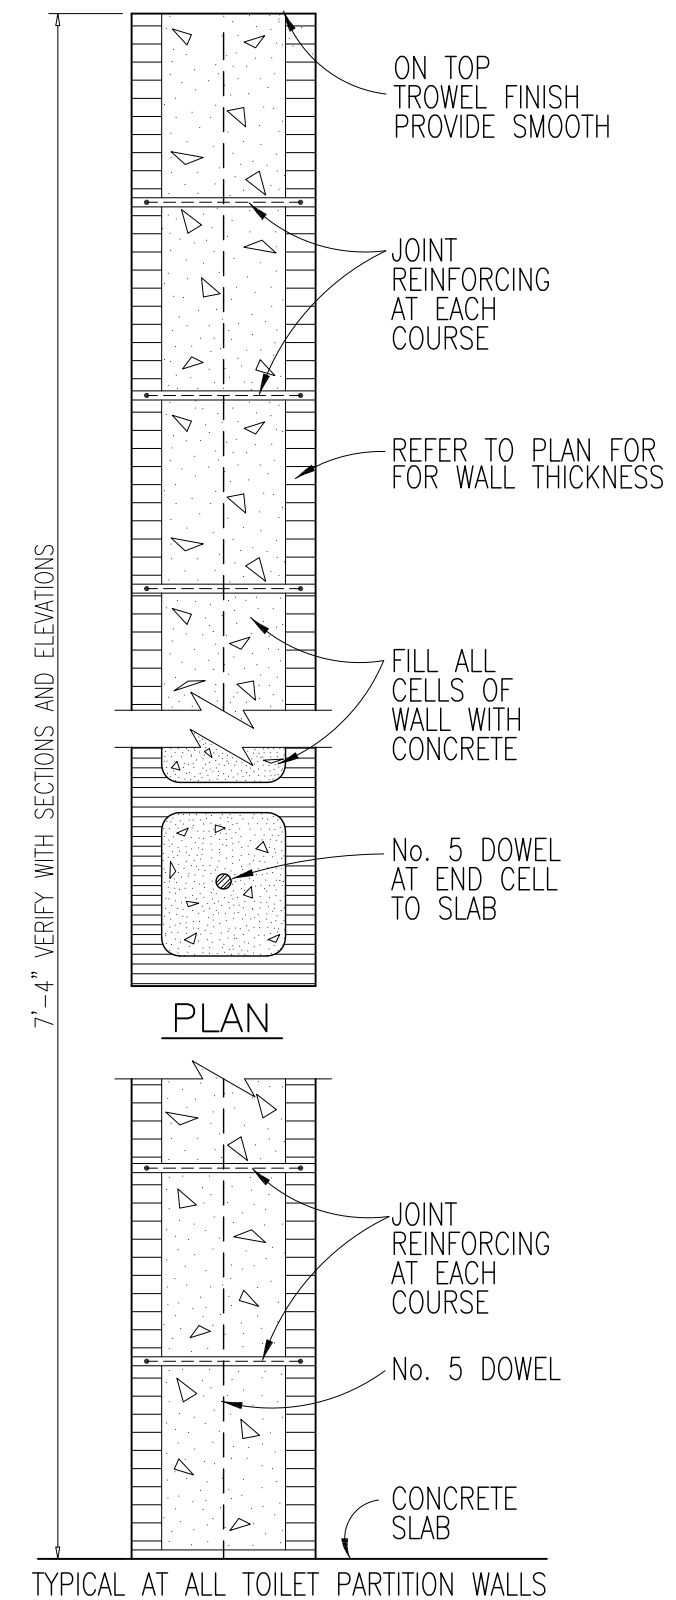 ON TOP
TROWEL FINISH
PROVIDE SMOOTH
JOINT
REINFORCING
AT EACH
COURSE
REFER TO PLAN FOR
FOR WALL THICKNESS
7'-4" VERIFY WITH SECTIONS AND ELEVATIONS
FILL ALL
CELLS OF
WALL WITH
CONCRETE
No. 5 DOWEL
AT END CELL
TO SLAB
PLAN
JOINT
REINFORCING
AT EACH
COURSE
No. 5 DOWEL
CONCRETE
SLAB
TYPICAL AT ALL TOILET PARTITION WALLS